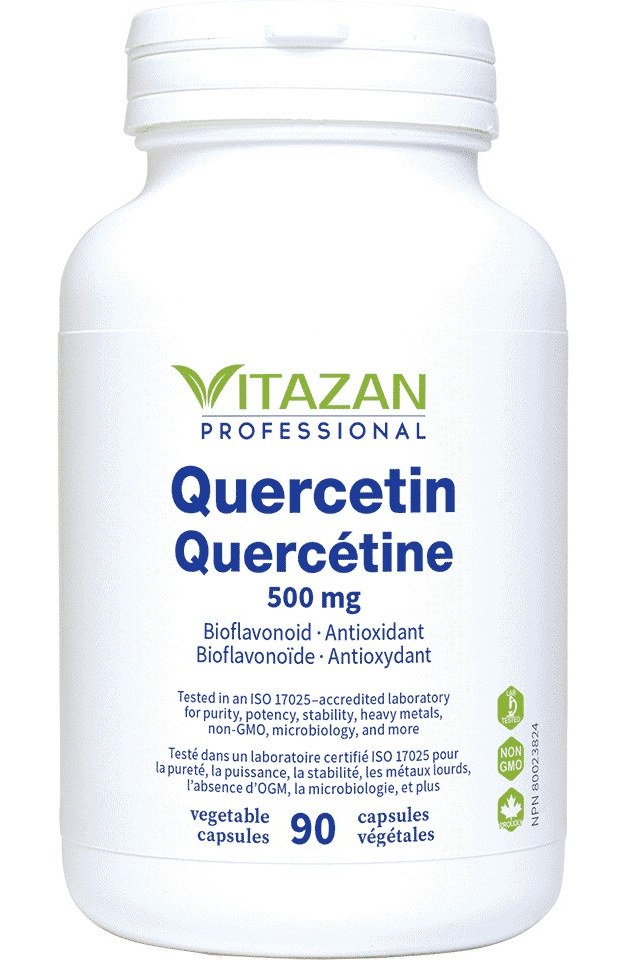 VITAZAN
PROFESSIONAL
Quercetin
Quercétine
500 mg
Bioflavonoid · Antioxidant
Bioflavonoïde · Antioxydant
Tested in an ISO 17025–accredited laboratory
for purity, potency, stability, heavy metals,
non-GMO, microbiology, and more
Testé dans un laboratoire certifié ISO 17025 pour
la pureté, la puissance, la stabilité, les métaux lourds,
l’absence d’OGM, la microbiologie, et plus
vegetable
capsules
90
capsules
végétales
LAB
TESTED
NON
GMO
PROUDLY
NPN 80023824